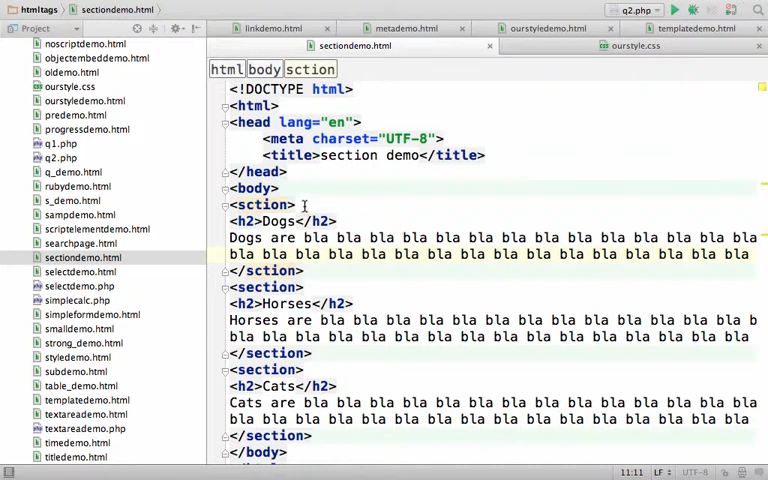 htmltags
sectiondemo.html
q2.php
Project
linkdemo.html
metademo.html
ourstyledemo.html
templatedemo.html
sectiondemo.html
ourstyle.css
noscriptdemo.html
objectembeddemo.html
oldemo.html
ourstyle.css
ourstyledemo.html
predemo.html
progressdemo.html
q1.php
q2.php
q_demo.html
rubydemo.html
s_demo.html
sampdemo.html
scriptelementdemo.html
searchpage.html
sectiondemo.html
selectdemo.html
selectdemo.php
simplecalc.php
simpleformdemo.html
smalldemo.html
strong_demo.html
styledemo.html
subdemo.html
table_demo.html
templatedemo.html
textareademo.html
textareademo.php
timedemo.html
titledemo.html
html body sction
<!DOCTYPE html>
<html>
<head lang="en">
<meta charset="UTF-8">
<title>section demo</title>
</head>
<body>
<sction>
<h2>Dogs</h2>
Dogs are bla bla bla bla bla bla bla bla bla bla bla bla bla bla
bla bla bla bla bla bla bla bla bla bla bla bla bla bla bla bla
</sction>
<section>
<h2>Horses</h2>
Horses are bla bla bla bla bla bla bla bla bla bla bla bla bla b
bla bla bla bla bla bla bla bla bla bla bla bla bla bla bla bla
</section>
<section>
<h2>Cats</h2>
Cats are bla bla bla bla bla bla bla bla bla bla bla bla bla bla
bla bla bla bla bla bla bla bla bla bla bla bla bla bla bla bla
</section>
</body>
11:11 LF UTF-8